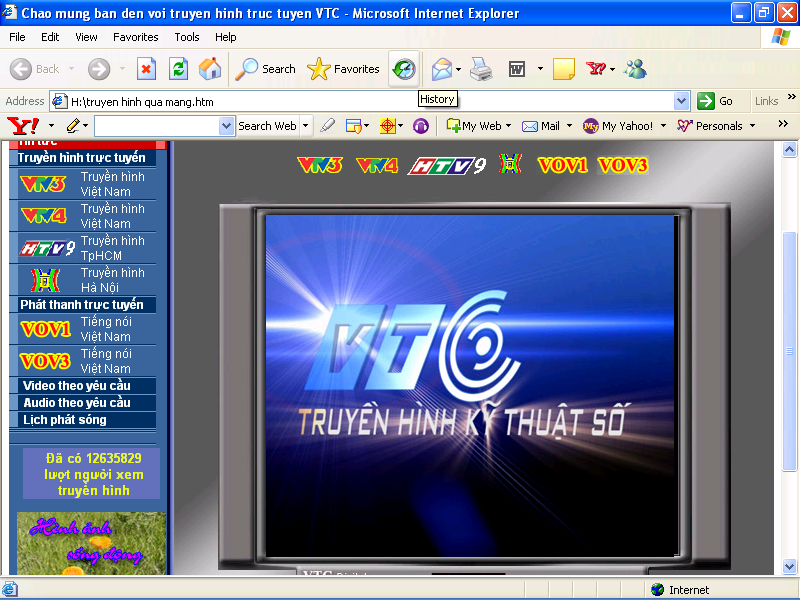 Chao mung ban den voi truyen hinh truc tuyen VTC - Microsoft Internet Explorer
File Edit View Favorites Tools Help
Back Search Favorites
Address H:\truyen hinh qua mang.htm Go Links »
History
Y! Search Web My Web Mail My Yahoo! Personals »
Tin tức
Truyền hình trực tuyến
VTV3 Truyền hình
Việt Nam
VTV4 Truyền hình
Việt Nam
HTV9 Truyền hình
TpHCM
Truyền hình
Hà Nội
Phát thanh trực tuyến
VOV1 Tiếng nói
Việt Nam
VOV3 Tiếng nói
Việt Nam
Video theo yêu cầu
Audio theo yêu cầu
Lịch phát sóng
Đã có 12635829
lượt người xem
truyền hình
Hình ảnh
sống động
VTV3 VTV4 HTV9 VOV1 VOV3
VTC
TRUYỀN HÌNH KỸ THUẬT SỐ
VTC Digital
Internet